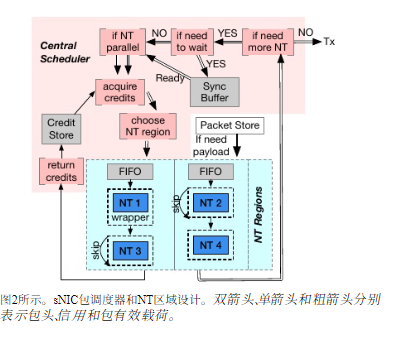 Central
Scheduler
if NT
parallel
NO
if need
to wait
YES
if need
more NT
NO
Tx
YES
Ready
Sync
Buffer
acquire
credits
Credit
Store
choose
NT region
Packet Store
If need
payload
return
credits
FIFO
FIFO
NT 1
wrapper
skip
NT 3
skip
NT 2
NT 4
NT Regions
图2所示。sNIC包调度器和NT区域设计。双箭头,单箭头和粗箭头分别
表示包头,信用和包有效载荷。